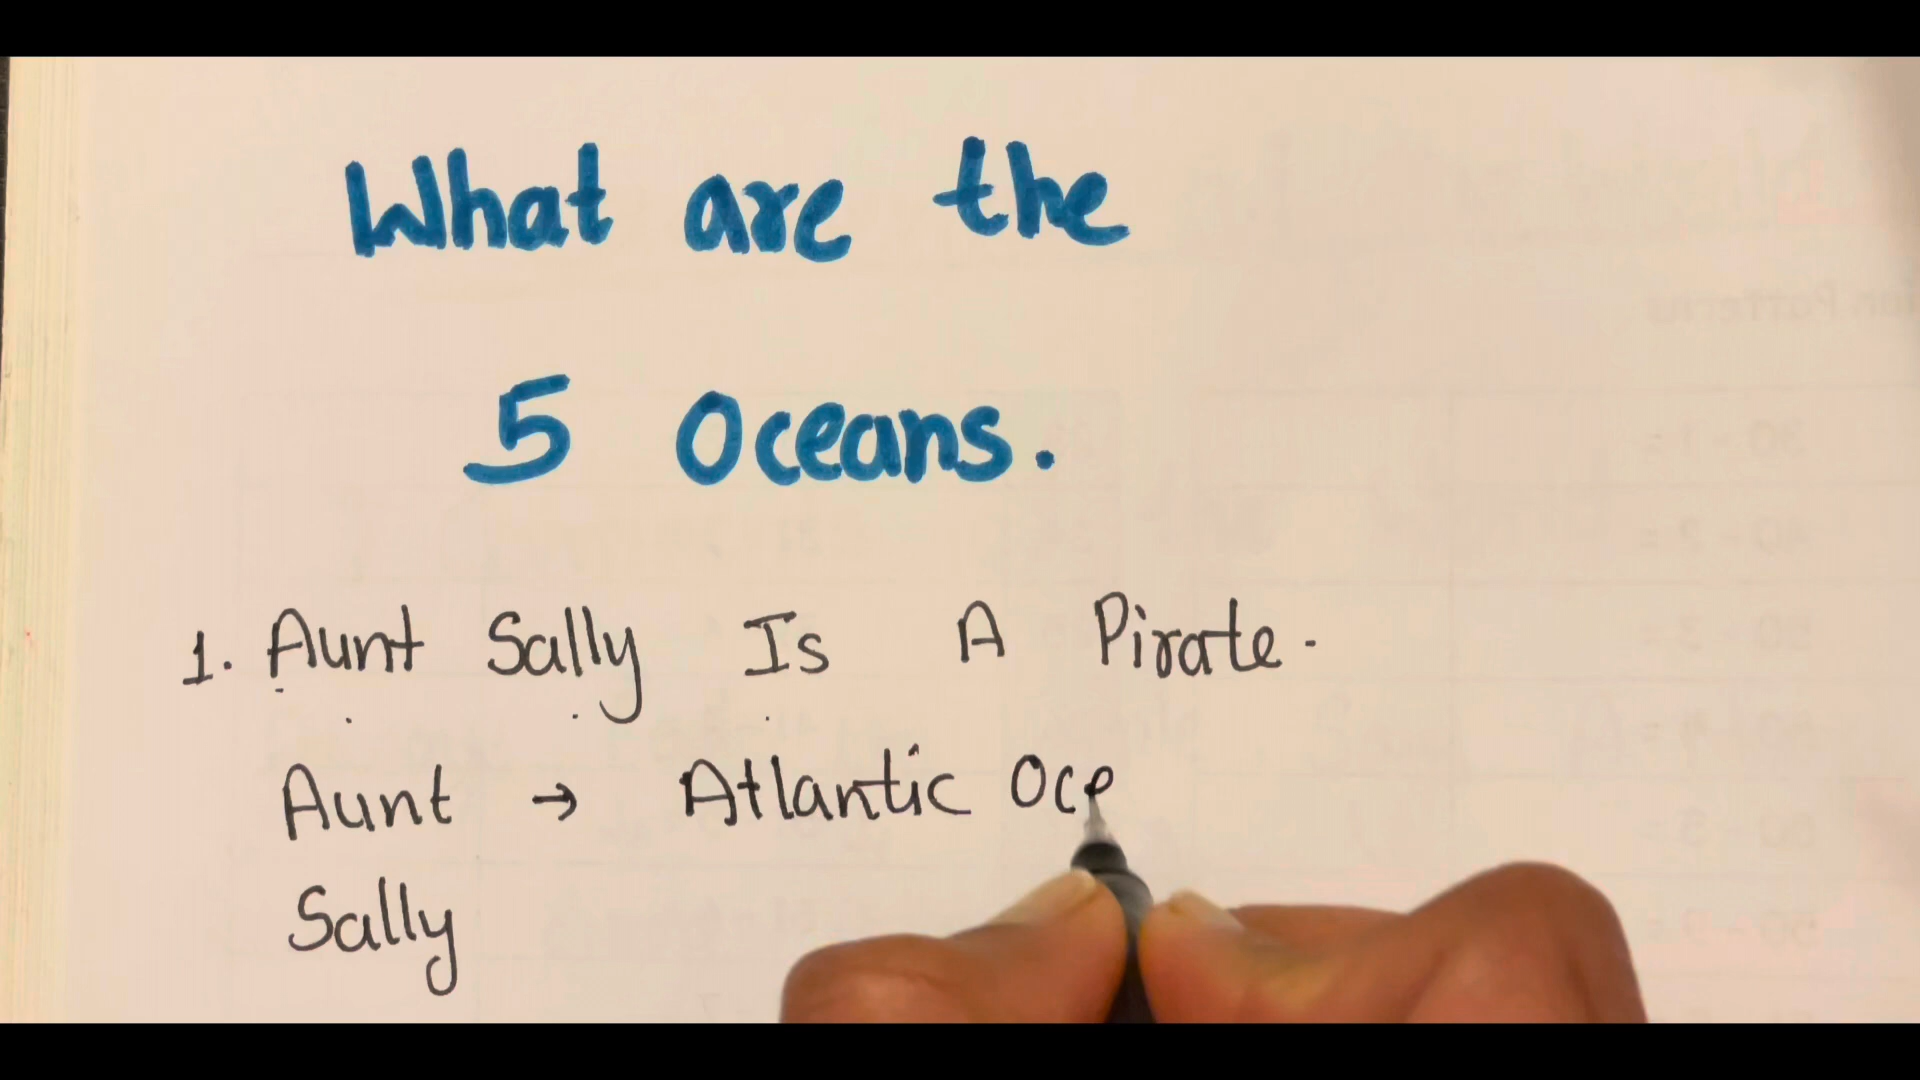 What are the
5 Oceans.
1. Aunt Sally Is A Pirate.
Aunt → Atlantic Oce
Sally